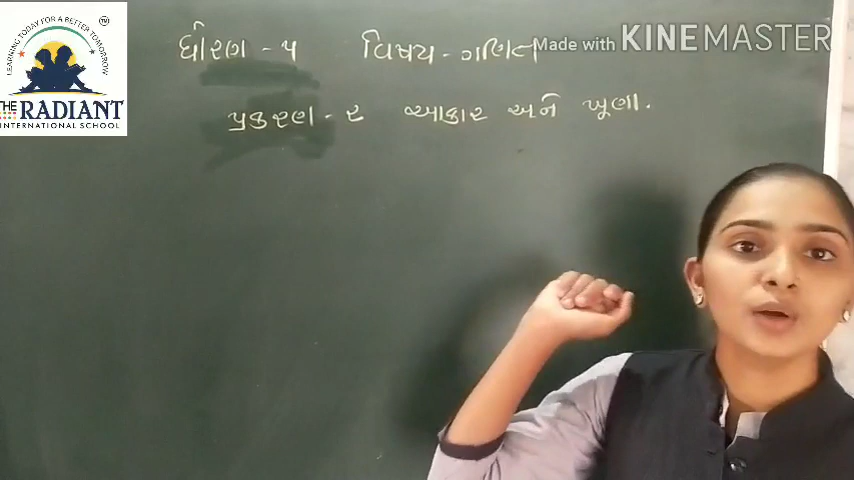 LEARNING TODAY FOR A BETTER TOMORROW
TM
THE RADIANT
INTERNATIONAL SCHOOL
Made with KINEMASTER
ધોરણ - ૫ વિષય - ગણિત
પ્રકરણ - ૨ આકાર અને ખૂણા.